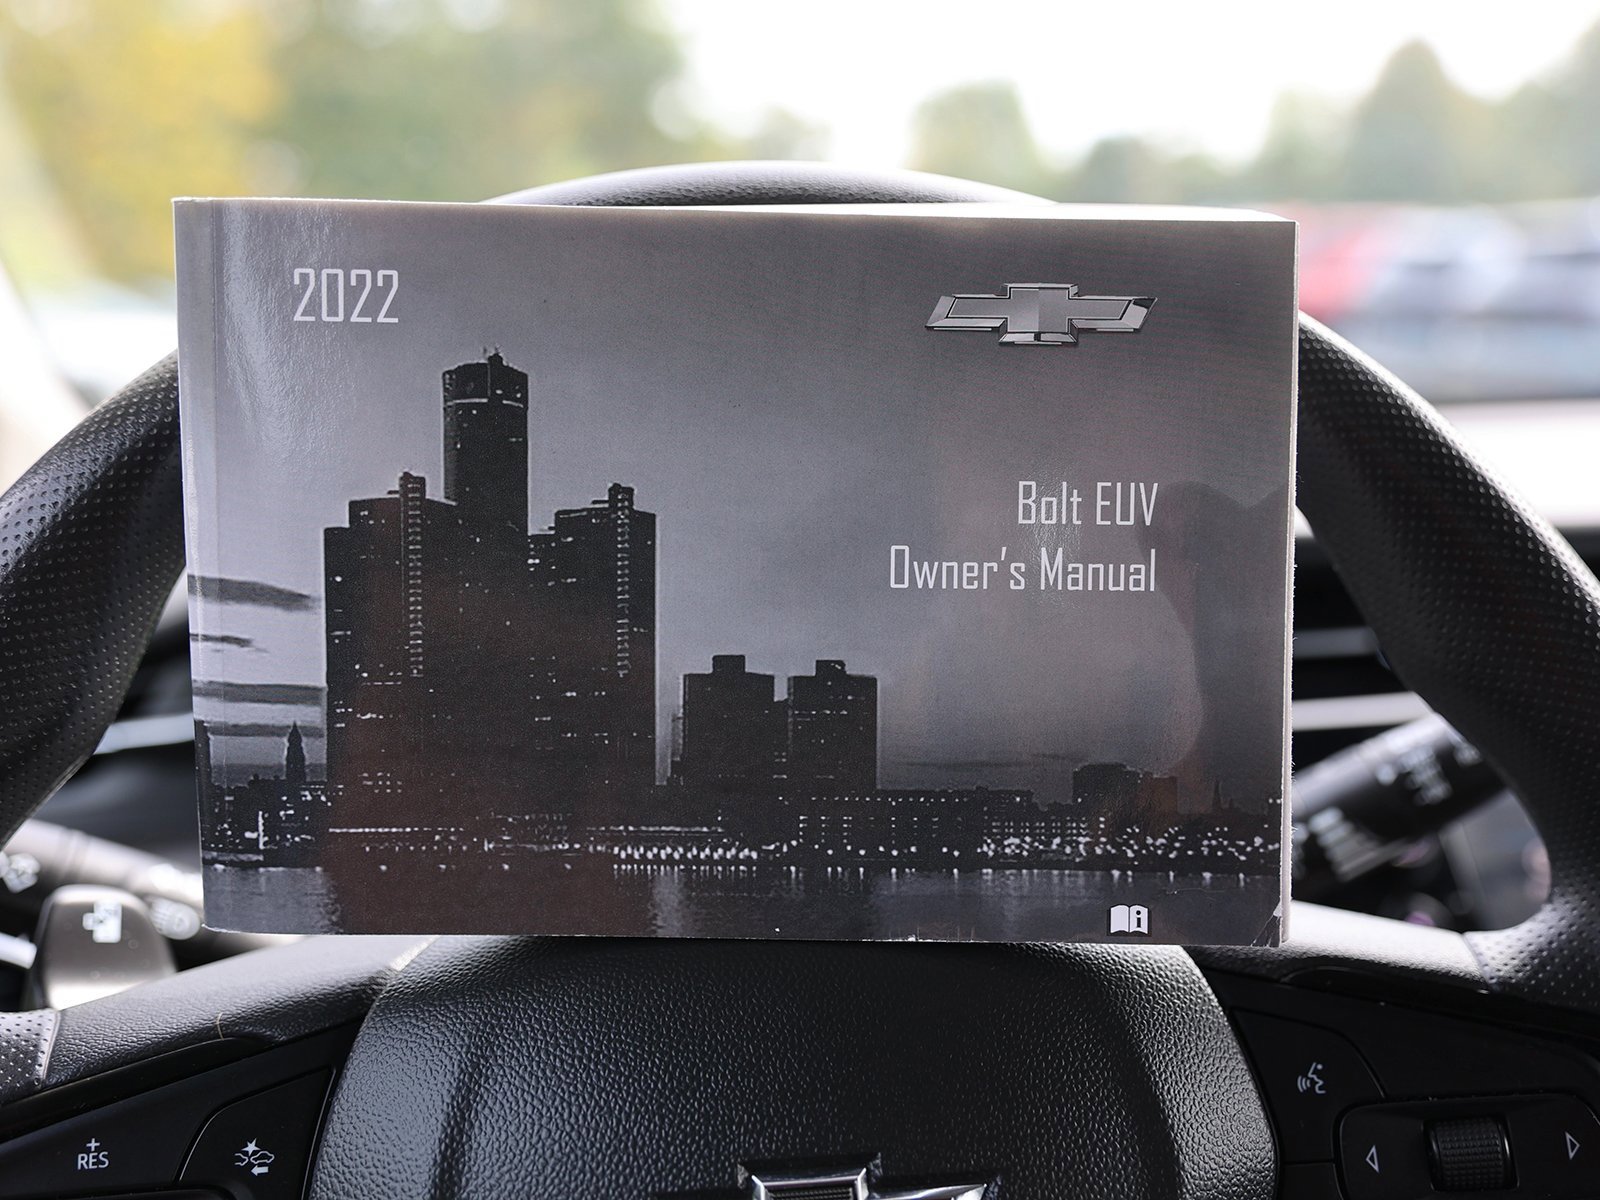 2022
Bolt EUV
Owner's Manual
i
+
RES